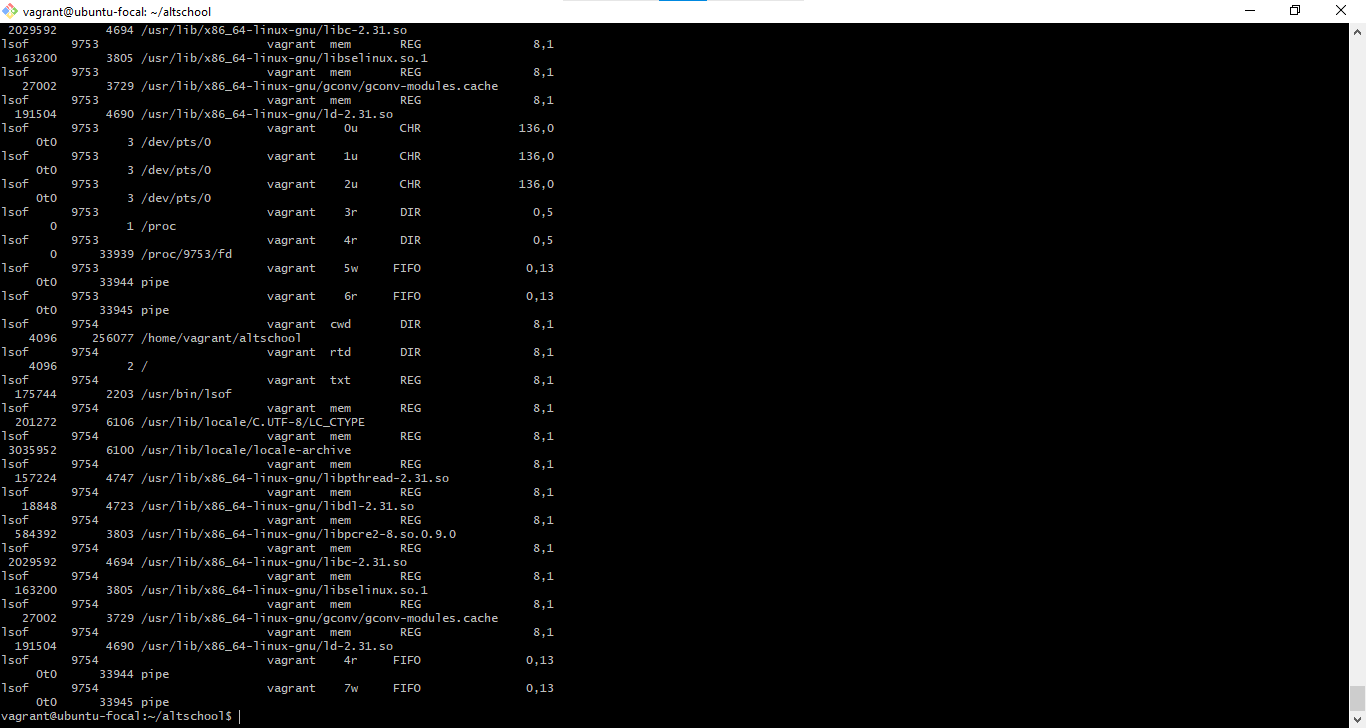 vagrant@ubuntu-focal: ~/altschool
2029592 4694 /usr/lib/x86_64-linux-gnu/libc-2.31.so
lsof 9753 vagrant mem REG 8,1
163200 3805 /usr/lib/x86_64-linux-gnu/libselinux.so.1
lsof 9753 vagrant mem REG 8,1
27002 3729 /usr/lib/x86_64-linux-gnu/gconv/gconv-modules.cache
lsof 9753 vagrant mem REG 8,1
191504 4690 /usr/lib/x86_64-linux-gnu/ld-2.31.so
lsof 9753 vagrant 0u CHR 136,0
0t0 3 /dev/pts/0
lsof 9753 vagrant 1u CHR 136,0
0t0 3 /dev/pts/0
lsof 9753 vagrant 2u CHR 136,0
0t0 3 /dev/pts/0
lsof 9753 vagrant 3r DIR 0,5
0 1 /proc
lsof 9753 vagrant 4r DIR 0,5
0 33939 /proc/9753/fd
lsof 9753 vagrant 5w FIFO 0,13
0t0 33944 pipe
lsof 9753 vagrant 6r FIFO 0,13
0t0 33945 pipe
lsof 9754 vagrant cwd DIR 8,1
4096 256077 /home/vagrant/altschool
lsof 9754 vagrant rtd DIR 8,1
4096 2 /
lsof 9754 vagrant txt REG 8,1
175744 2203 /usr/bin/lsof
lsof 9754 vagrant mem REG 8,1
201272 6106 /usr/lib/locale/C.UTF-8/LC_CTYPE
lsof 9754 vagrant mem REG 8,1
3035952 6100 /usr/lib/locale/locale-archive
lsof 9754 vagrant mem REG 8,1
157224 4747 /usr/lib/x86_64-linux-gnu/libpthread-2.31.so
lsof 9754 vagrant mem REG 8,1
18848 4723 /usr/lib/x86_64-linux-gnu/libdl-2.31.so
lsof 9754 vagrant mem REG 8,1
584392 3803 /usr/lib/x86_64-linux-gnu/libpcre2-8.so.0.9.0
lsof 9754 vagrant mem REG 8,1
2029592 4694 /usr/lib/x86_64-linux-gnu/libc-2.31.so
lsof 9754 vagrant mem REG 8,1
163200 3805 /usr/lib/x86_64-linux-gnu/libselinux.so.1
lsof 9754 vagrant mem REG 8,1
27002 3729 /usr/lib/x86_64-linux-gnu/gconv/gconv-modules.cache
lsof 9754 vagrant mem REG 8,1
191504 4690 /usr/lib/x86_64-linux-gnu/ld-2.31.so
lsof 9754 vagrant 4r FIFO 0,13
0t0 33944 pipe
lsof 9754 vagrant 7w FIFO 0,13
0t0 33945 pipe
vagrant@ubuntu-focal:~/altschool$